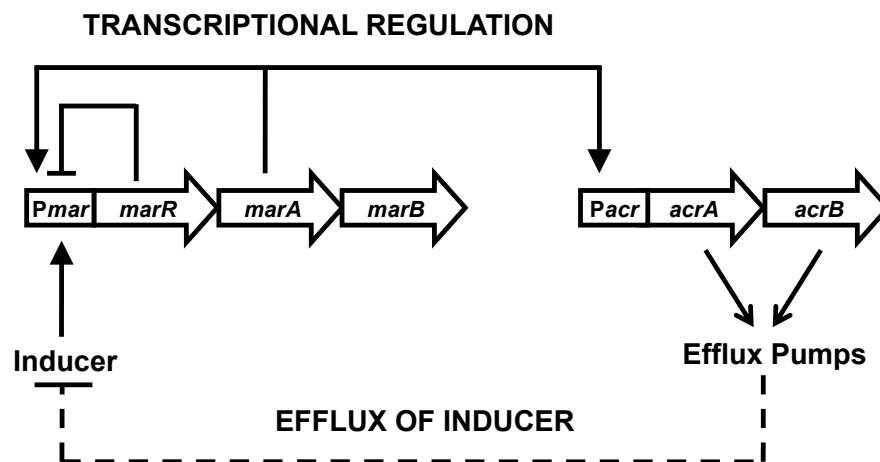 TRANSCRIPTIONAL REGULATION
Pmar marR marA marB Pacr acrA acrB
Inducer Efflux Pumps
EFFLUX OF INDUCER